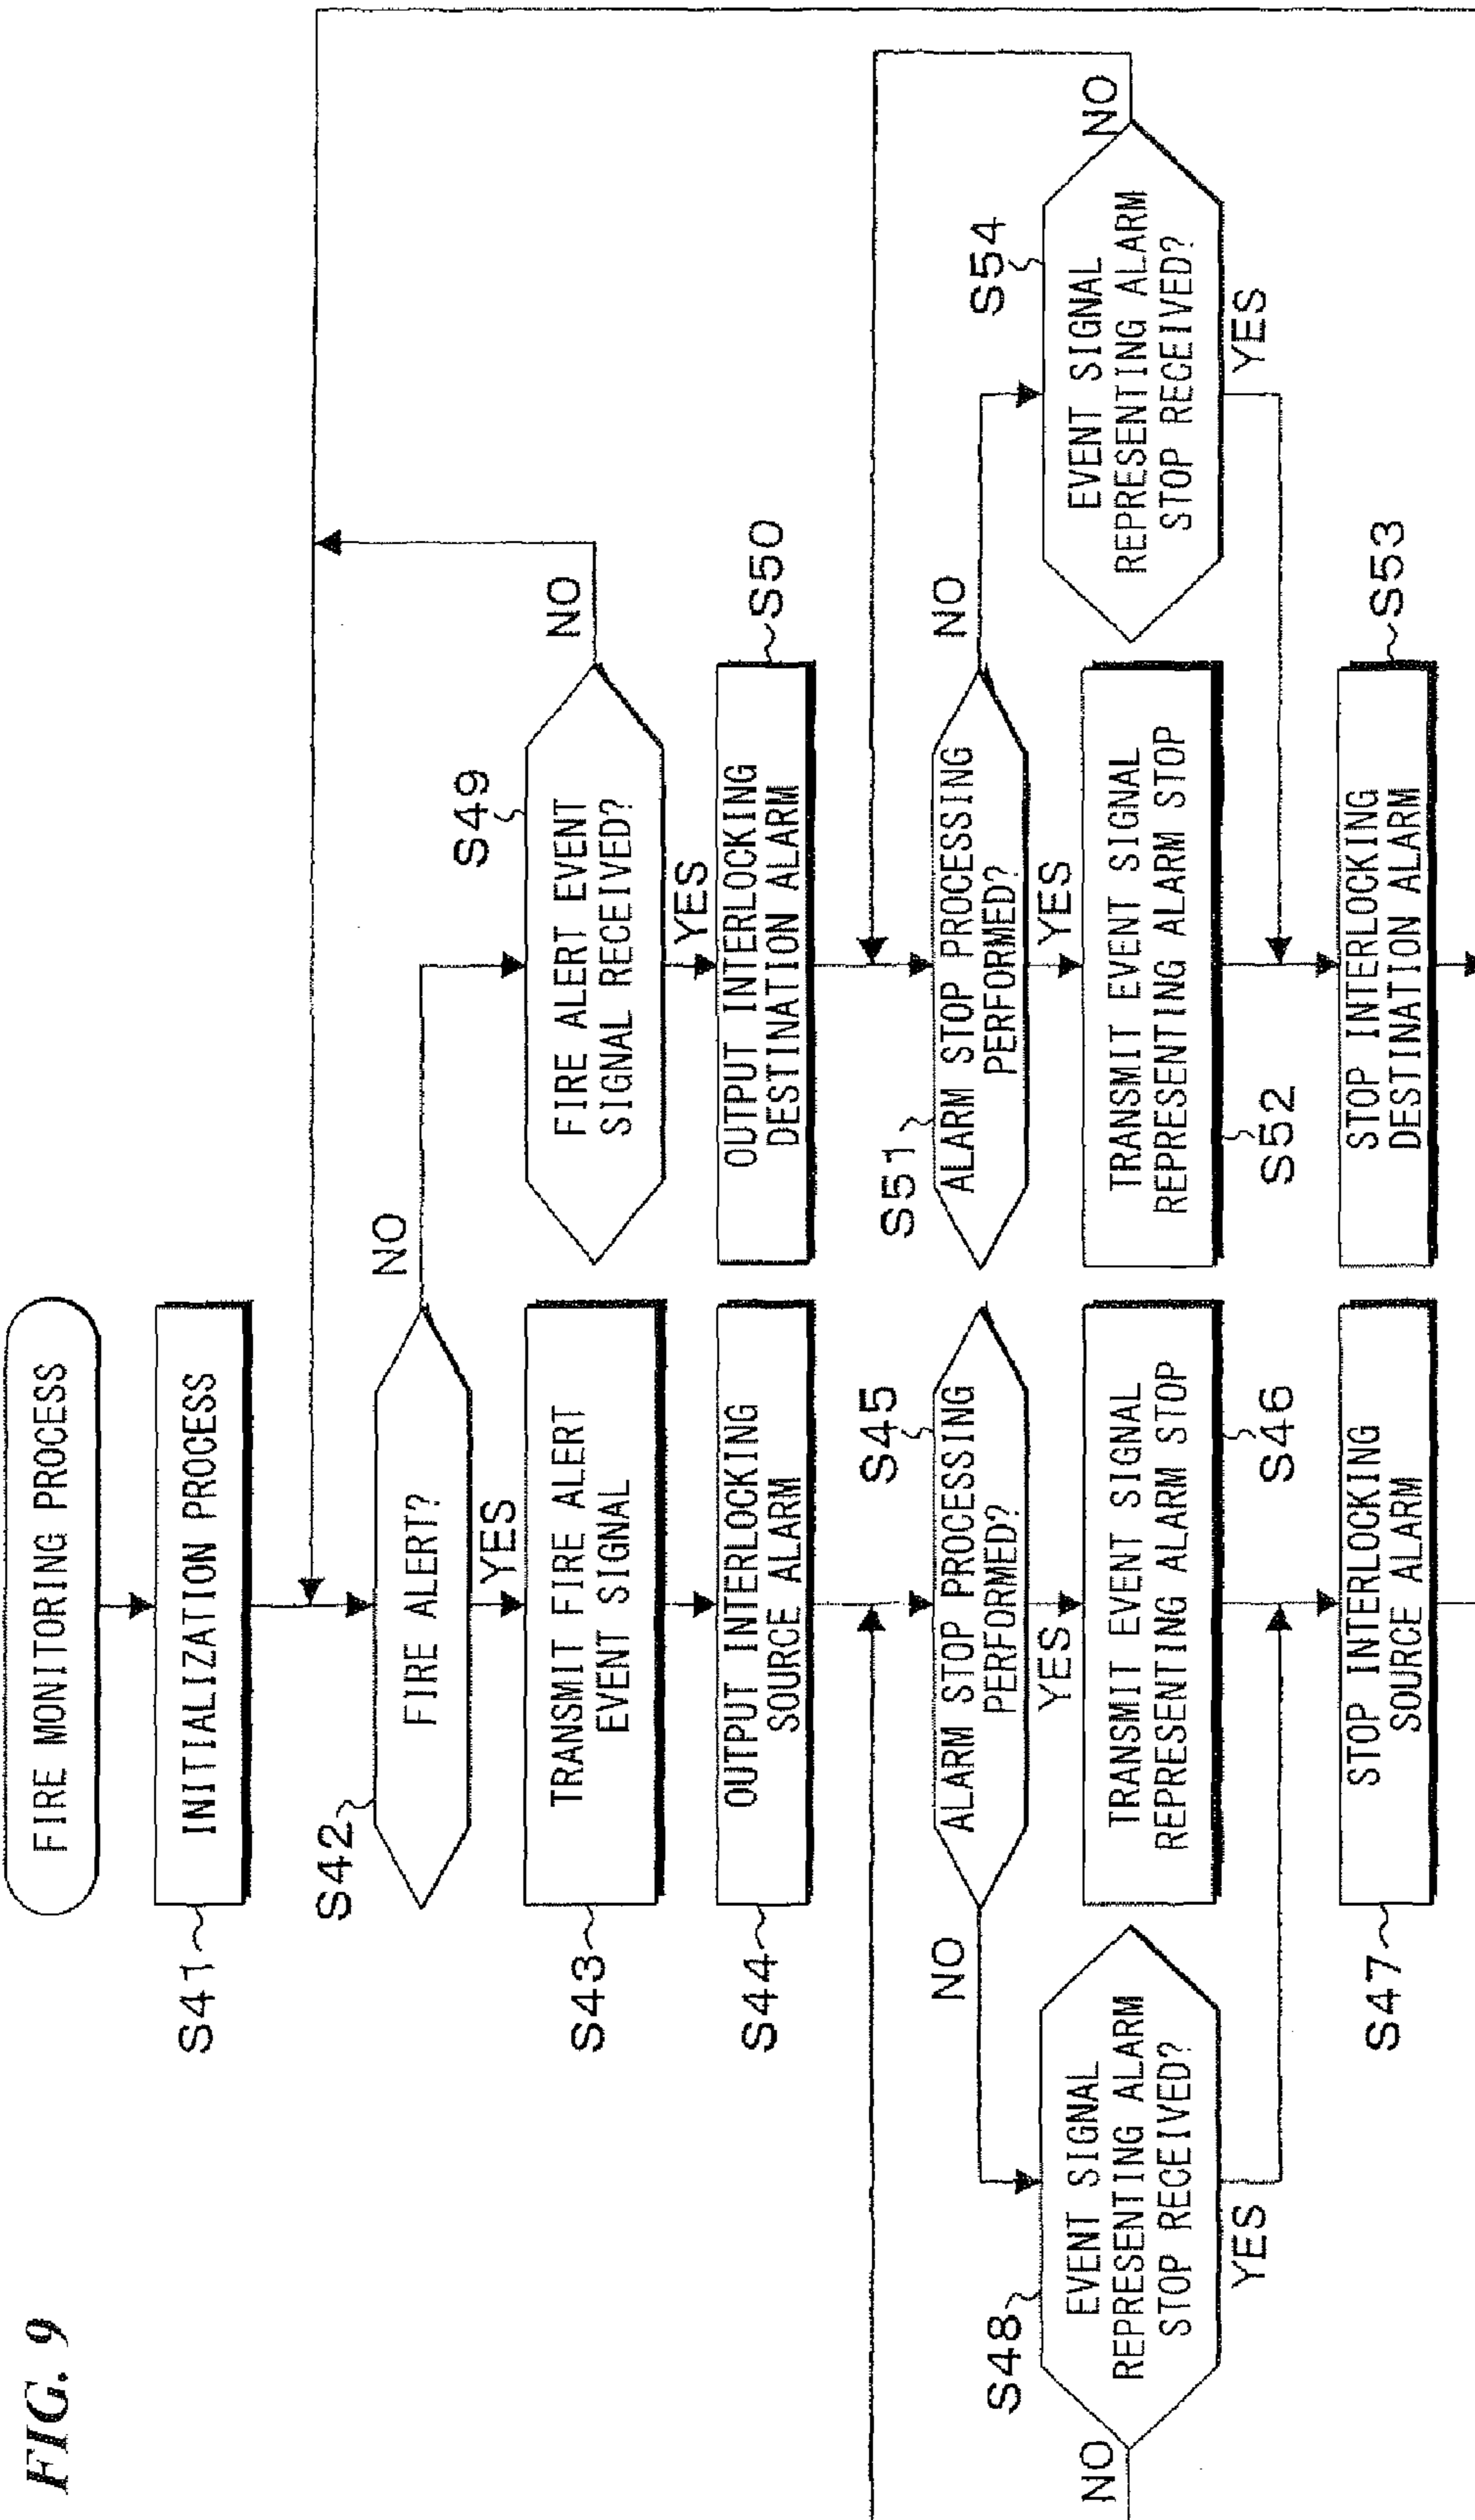 FIG. 9
FIRE MONITORING PROCESS
S41
INITIALIZATION PROCESS
S42
FIRE ALERT?
NO
YES
S43
TRANSMIT FIRE ALERT
EVENT SIGNAL
S44
OUTPUT INTERLOCKING
SOURCE ALARM
S45
ALARM STOP PROCESSING
PERFORMED?
NO
YES
S46
TRANSMIT EVENT SIGNAL
REPRESENTING ALARM STOP
S47
STOP INTERLOCKING
SOURCE ALARM
S48
EVENT SIGNAL
REPRESENTING ALARM
STOP RECEIVED?
NO
YES
S49
FIRE ALERT EVENT
SIGNAL RECEIVED?
NO
YES
S50
OUTPUT INTERLOCKING
DESTINATION ALARM
S51
ALARM STOP PROCESSING
PERFORMED?
NO
YES
S52
TRANSMIT EVENT SIGNAL
REPRESENTING ALARM STOP
S53
STOP INTERLOCKING
DESTINATION ALARM
S54
EVENT SIGNAL
REPRESENTING ALARM
STOP REGEIVED?
NO
YES